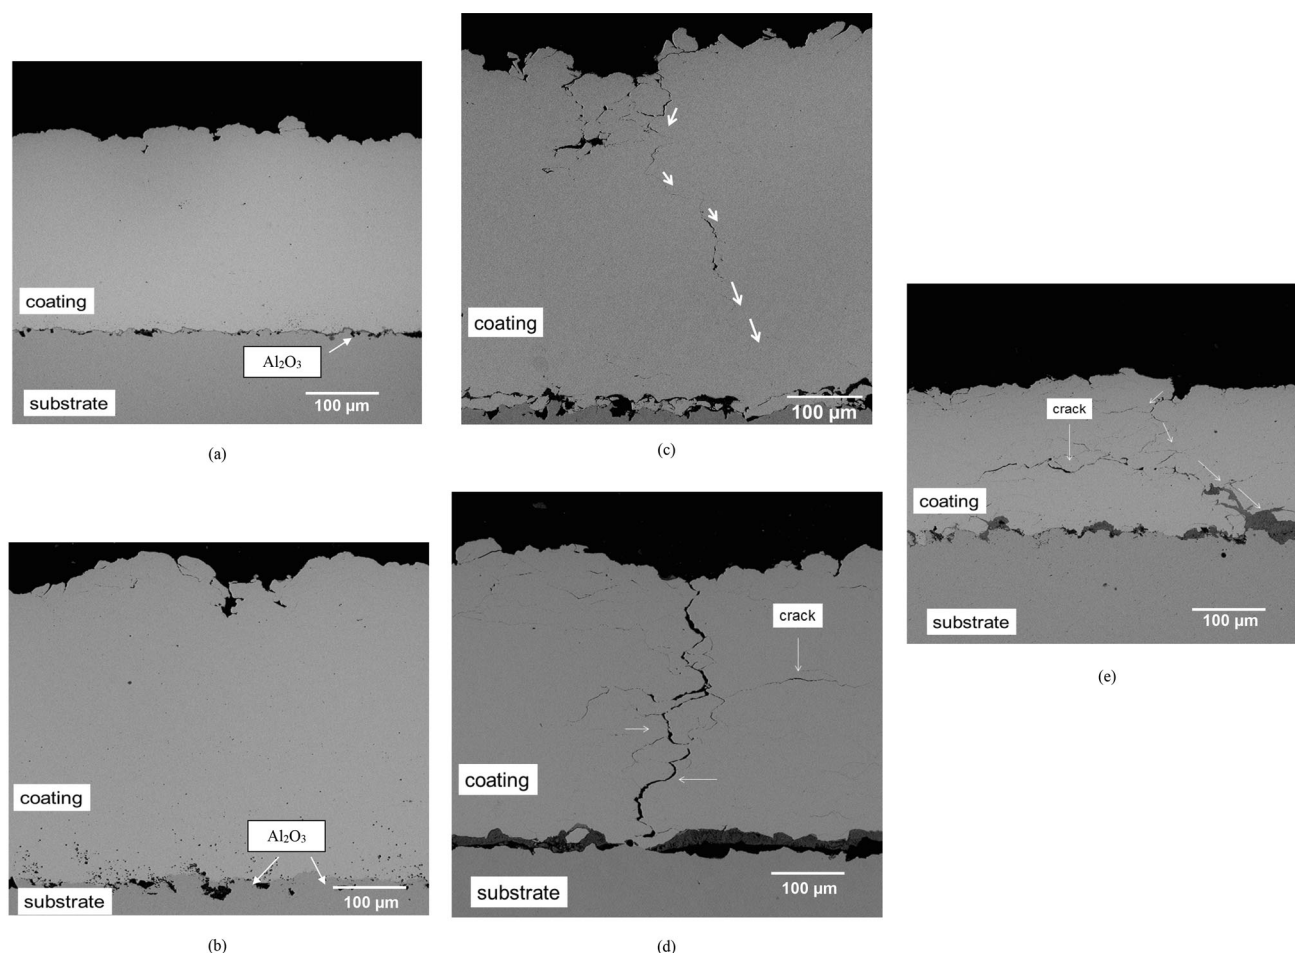 coating
Al₂O₃
substrate
100 µm
(a)
coating
Al₂O₃
substrate
100 µm
(b)
coating
100 µm
(c)
crack
coating
substrate
100 µm
(d)
crack
coating
substrate
100 µm
(e)